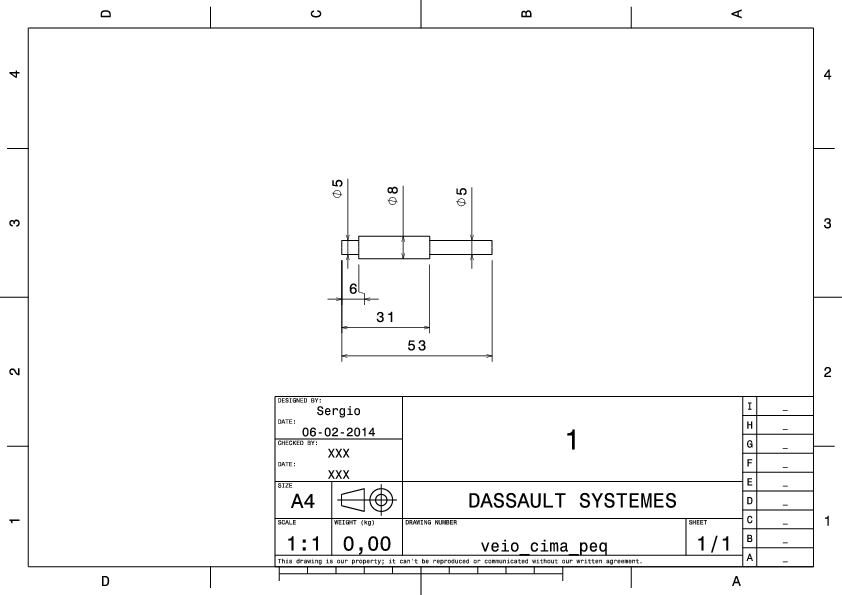 D C B A
4 4
∅5 ∅8 ∅5
3 3
6
31
53
2 2
DESIGNED BY:
Sergio
DATE:
06-02-2014
CHECKED BY:
XXX
DATE:
XXX
1
I _
H _
G _
F _
E _
D _
C _
B _
A _
SIZE
A4
DASSAULT SYSTEMES
1 1
SCALE
1:1
WEIGHT (kg)
0,00
DRAWING NUMBER
veio_cima_peq
SHEET
1/1
This drawing is our property; it can't be reproduced or communicated without our written agreement.
D A